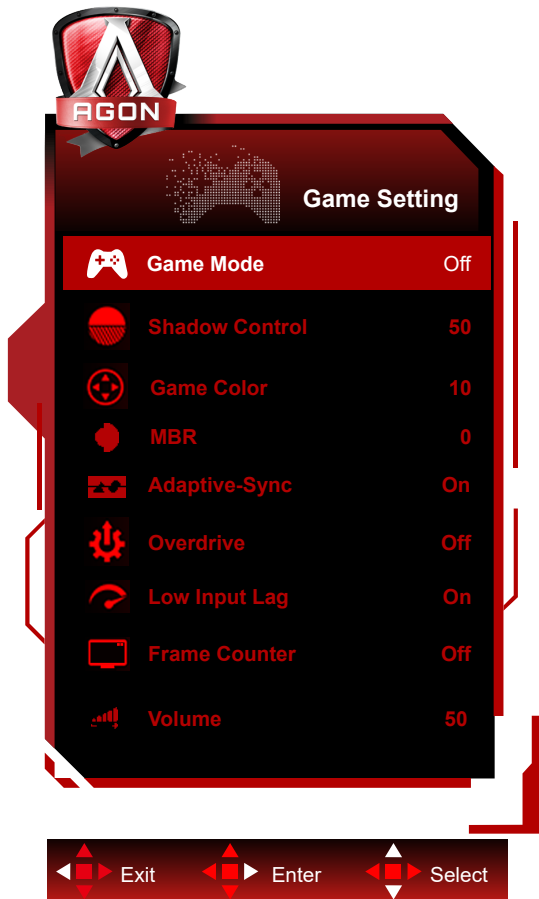 AGON
Game Setting
Game Mode Off
Shadow Control 50
Game Color 10
MBR 0
Adaptive-Sync On
Overdrive Off
Low Input Lag On
Frame Counter Off
Volume 50
Exit Enter Select